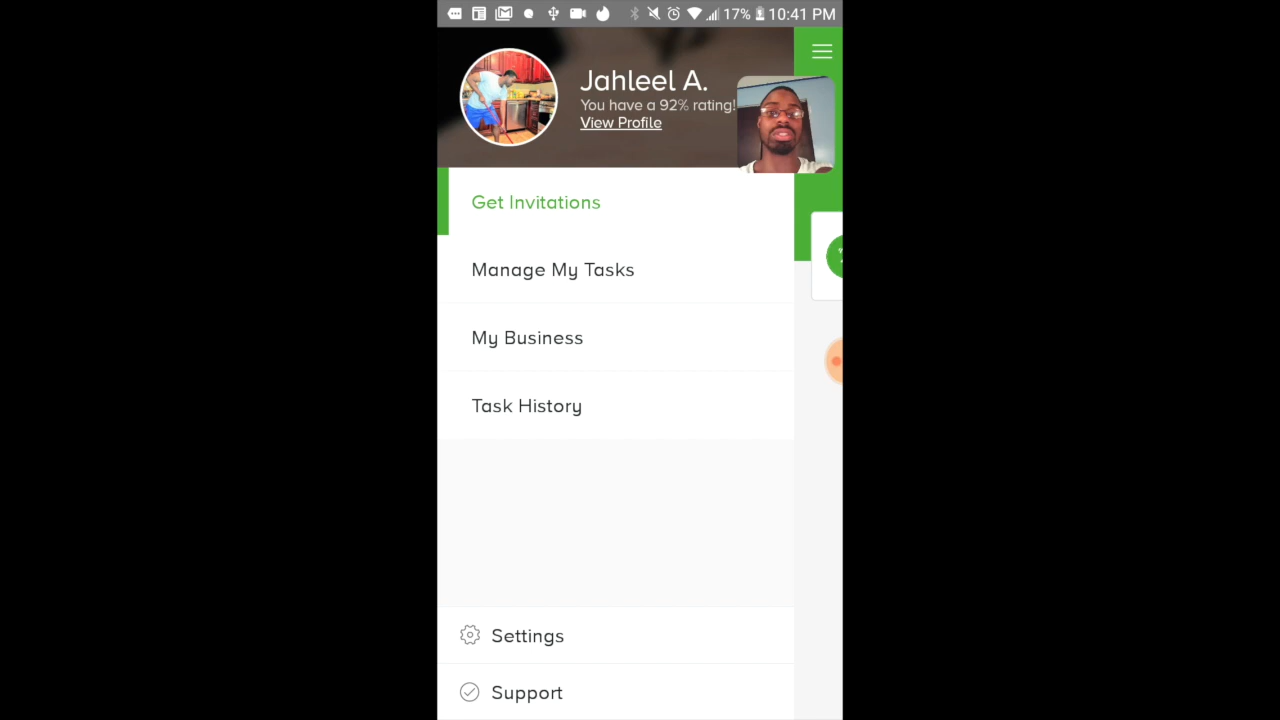 17% 10:41 PM
Jahleel A.
You have a 92% rating!
View Profile
Get Invitations
Manage My Tasks
My Business
Task History
Settings
Support